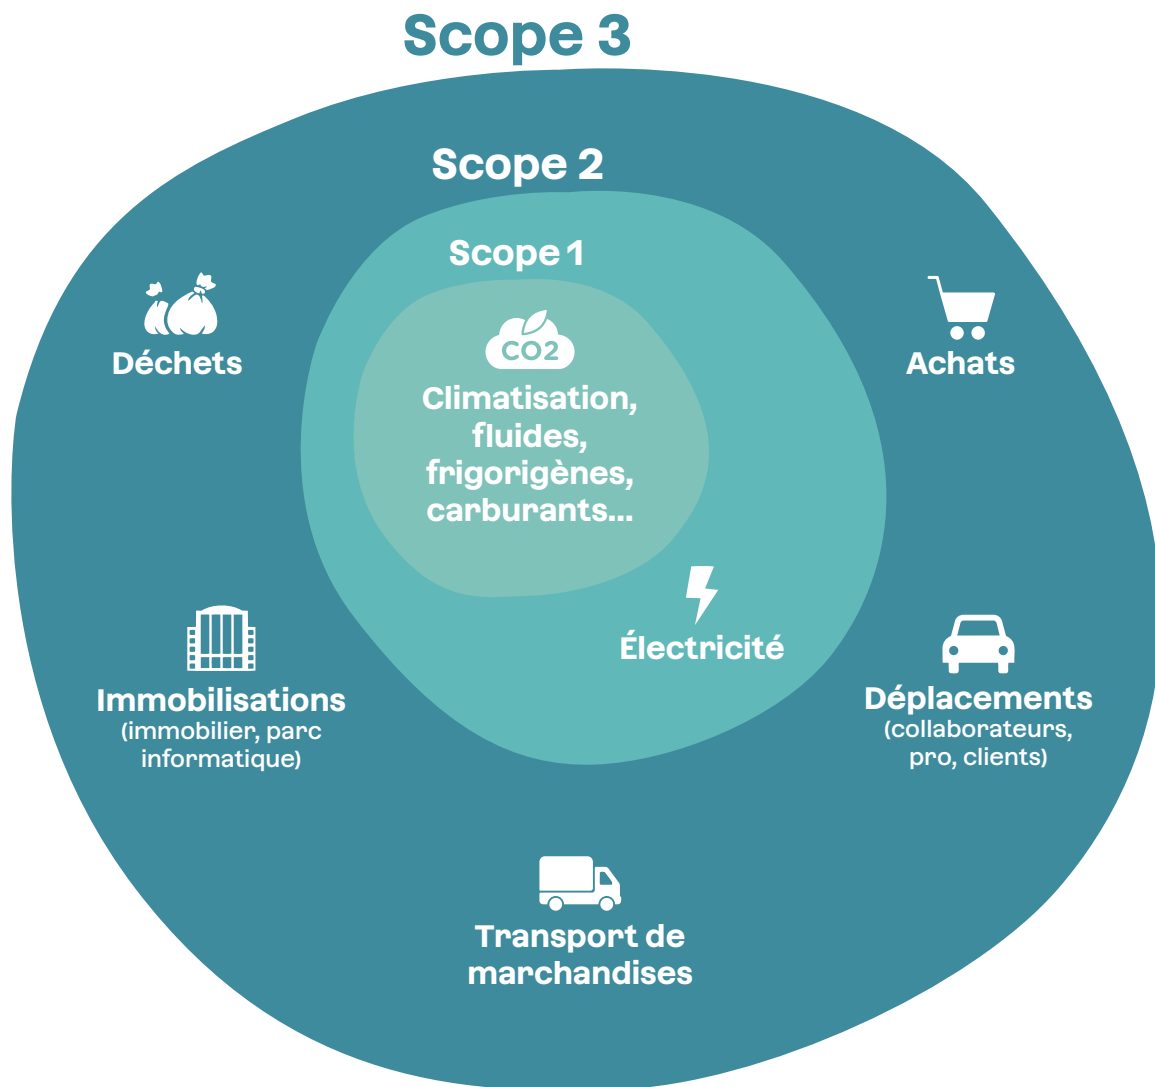 Scope 3
Scope 2
Scope 1
CO2
Climatisation,
fluides,
frigorigènes,
carburants...
Déchets
Achats
Électricité
Immobilisations
(immobilier, parc
informatique)
Déplacements
(collaborateurs,
pro, clients)
Transport de
marchandises